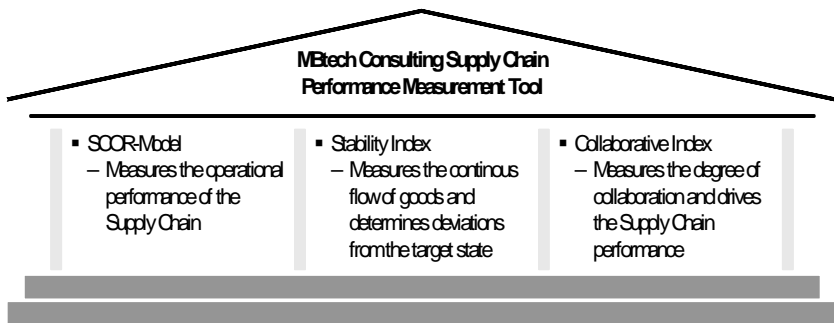 MBtech Consulting Supply Chain
Performance Measurement Tool
▪ SCOR-Model
– Measures the operational
performance of the
Supply Chain
▪ Stability Index
– Measures the continous
flow of goods and
determines deviations
from the target state
▪ Collaborative Index
– Measures the degree of
collaboration and drives
the Supply Chain
performance